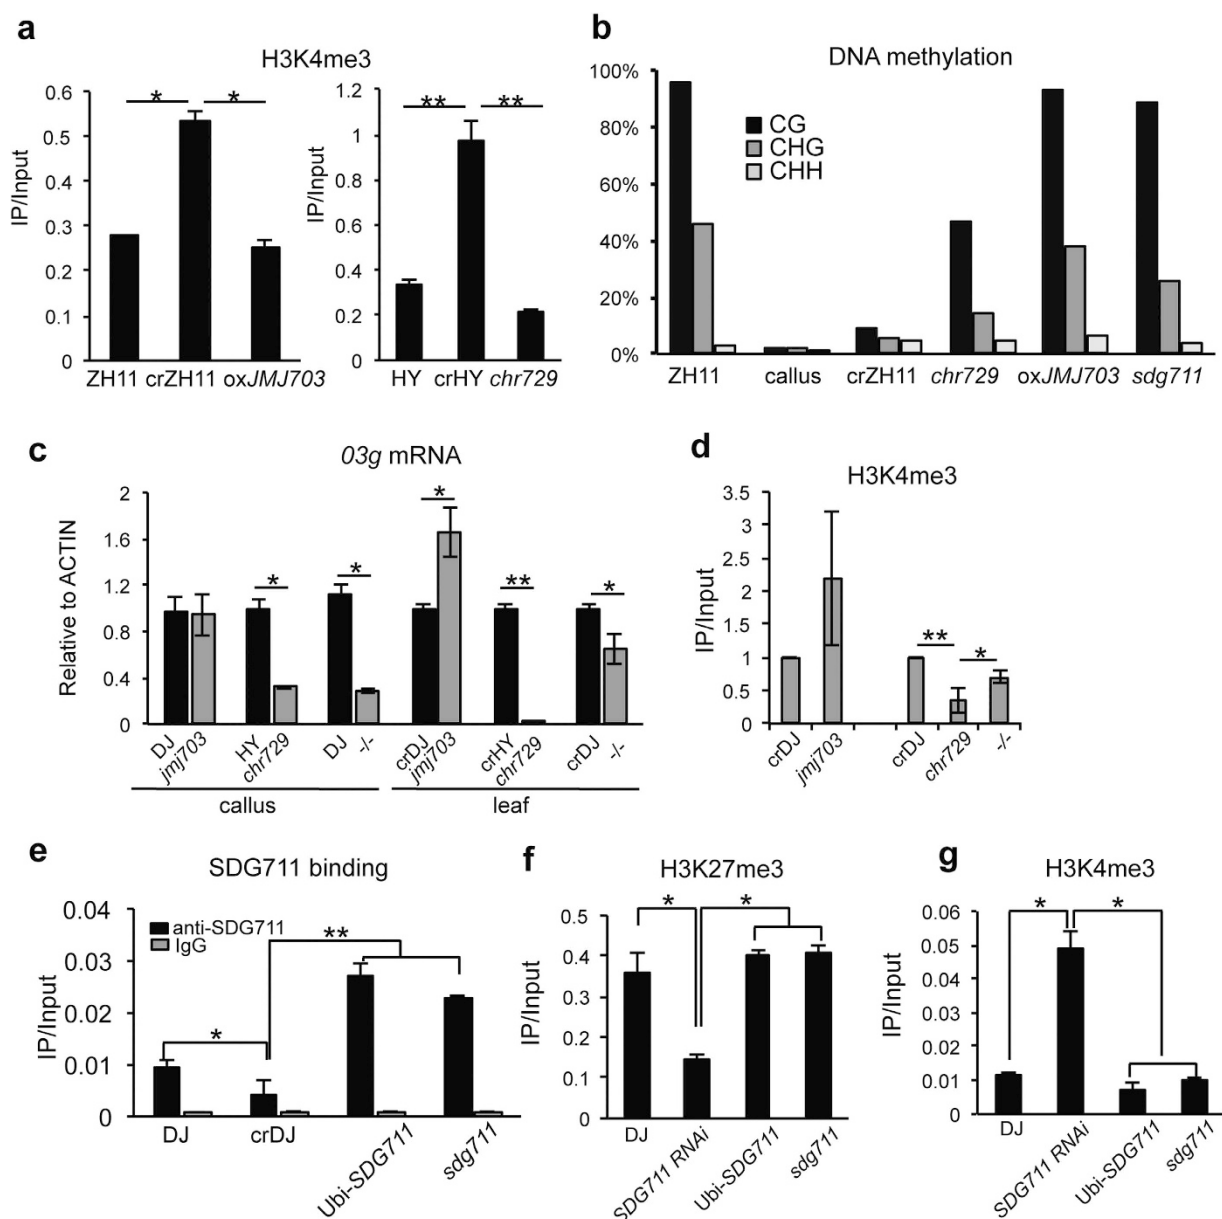 a
H3K4me3
IP/Input
0.6
0.5
0.4
0.3
0.2
0.1
0
* *
ZH11 crZH11 oxJMJ703
IP/Input
1.2
1
0.8
0.6
0.4
0.2
0
** **
HY crHY chr729
b
DNA methylation
100%
80%
60%
40%
20%
0%
CG
CHG
CHH
ZH11 callus crZH11 chr729 oxJMJ703 sdg711
c
03g mRNA
Relative to ACTIN
2
1.6
1.2
0.8
0.4
0
* * * ** *
DJ jmj703 HY chr729 DJ -/- crDJ jmj703 crHY chr729 crDJ -/-
callus leaf
d
H3K4me3
IP/Input
3.5
3
2.5
2
1.5
1
0.5
0
** *
crDJ jmj703 crDJ chr729 -/-
e
SDG711 binding
IP/Input
0.04
0.03
0.02
0.01
0
anti-SDG711
IgG
* **
DJ crDJ Ubi-SDG711 sdg711
f
H3K27me3
IP/Input
0.5
0.4
0.3
0.2
0.1
0
* *
DJ SDG711 RNAi Ubi-SDG711 sdg711
g
H3K4me3
IP/Input
0.06
0.05
0.04
0.03
0.02
0.01
0
* *
DJ SDG711 RNAi Ubi-SDG711 sdg711